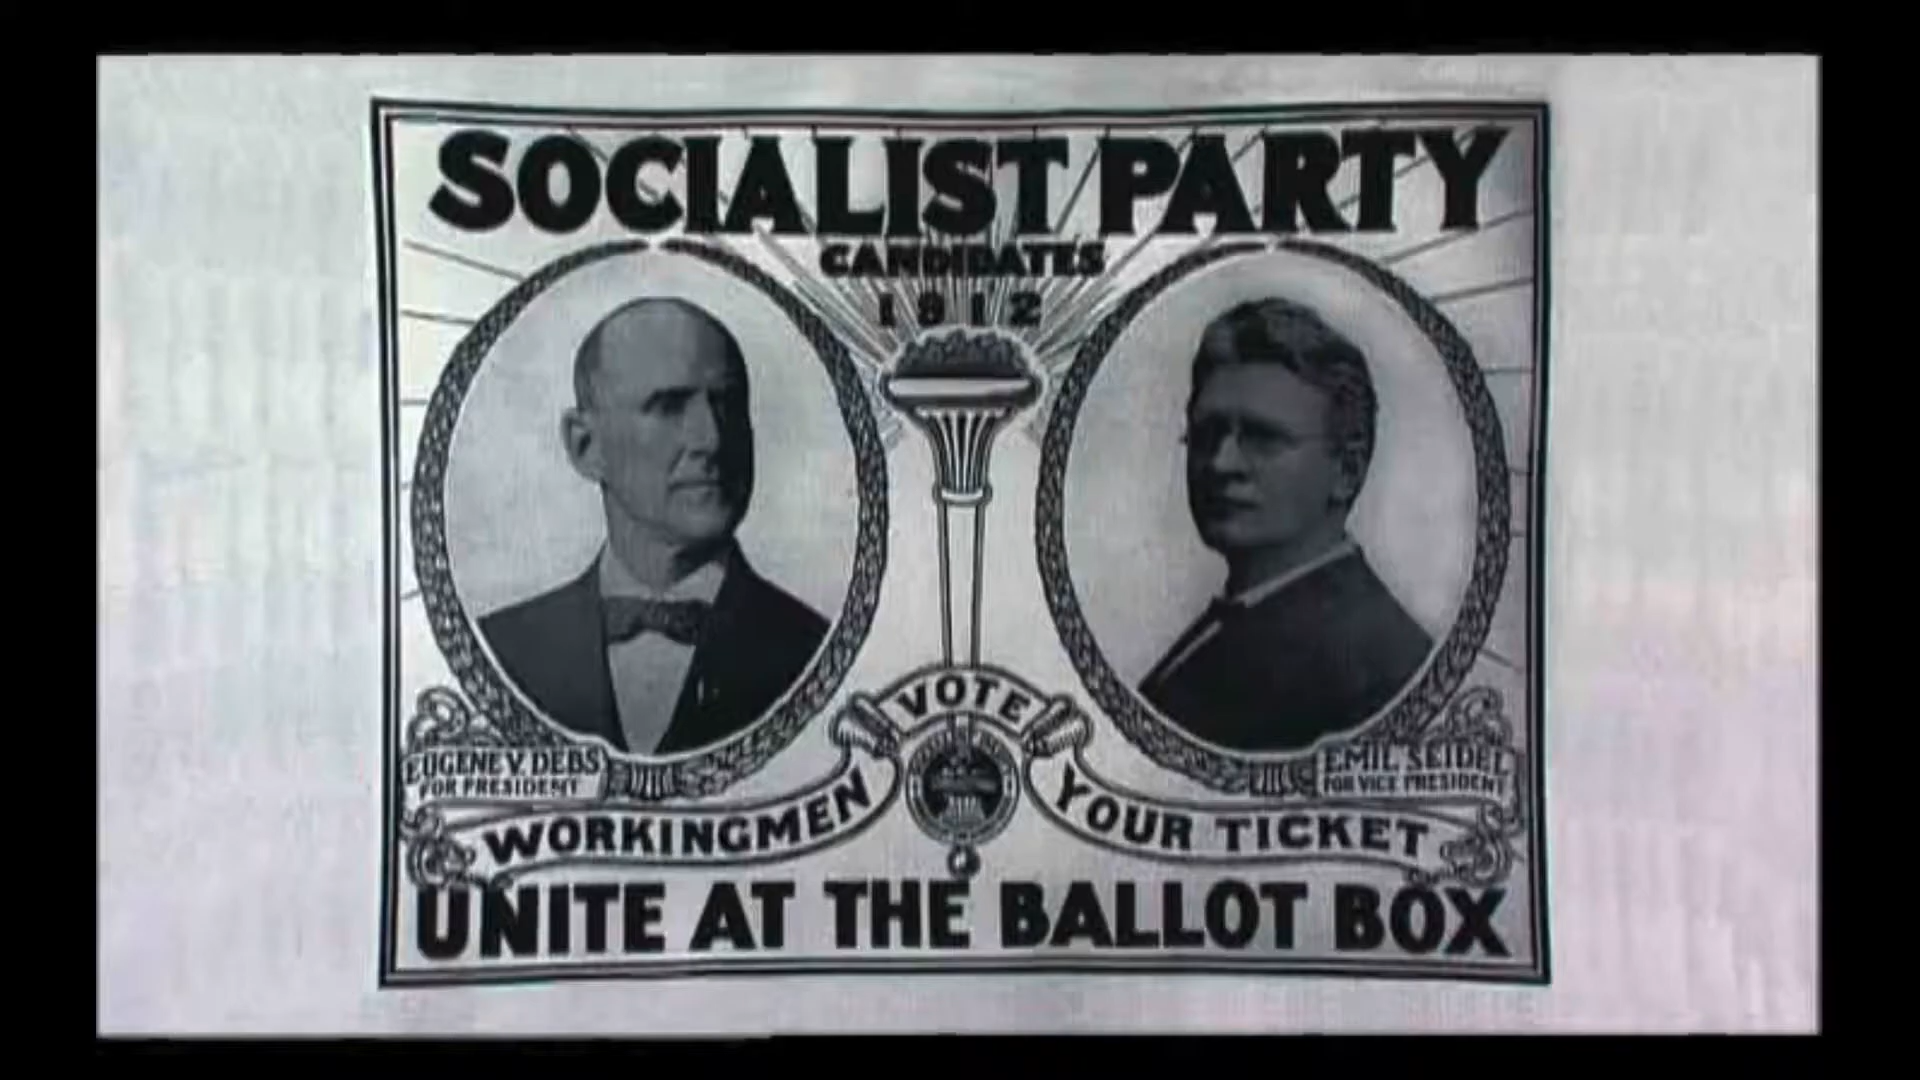 SOCIALIST PARTY
CANDIDATES
1912
EUGENE V. DEBS
FOR PRESIDENT
EMIL SEIDEL
FOR VICE PRESIDENT
VOTE
WORKINGMEN
YOUR TICKET
UNITE AT THE BALLOT BOX